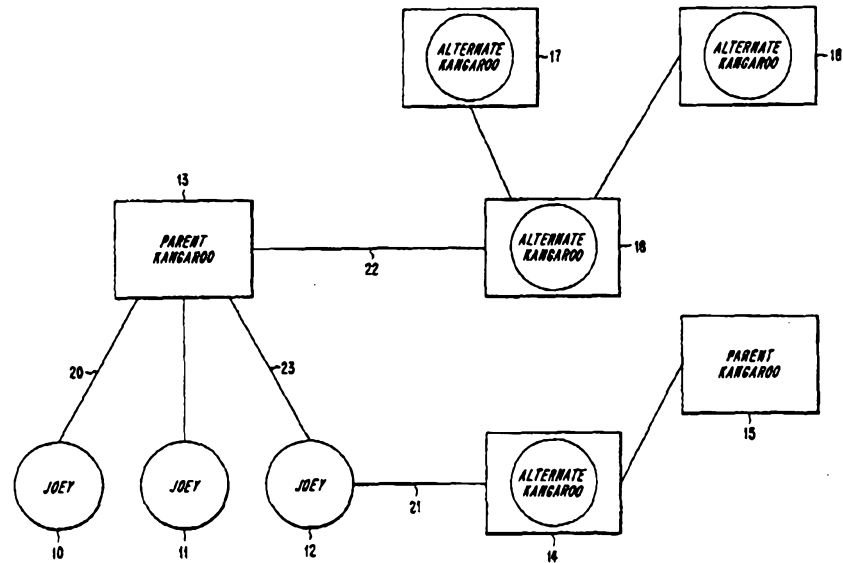 ALTERNATE
KANGAROO
17
ALTERNATE
KANGAROO
18
13
PARENT
KANGAROO
22
ALTERNATE
KANGAROO
16
20
23
PARENT
KANGAROO
15
JOEY
10
JOEY
11
JOEY
12
21
ALTERNATE
KANGAROO
14